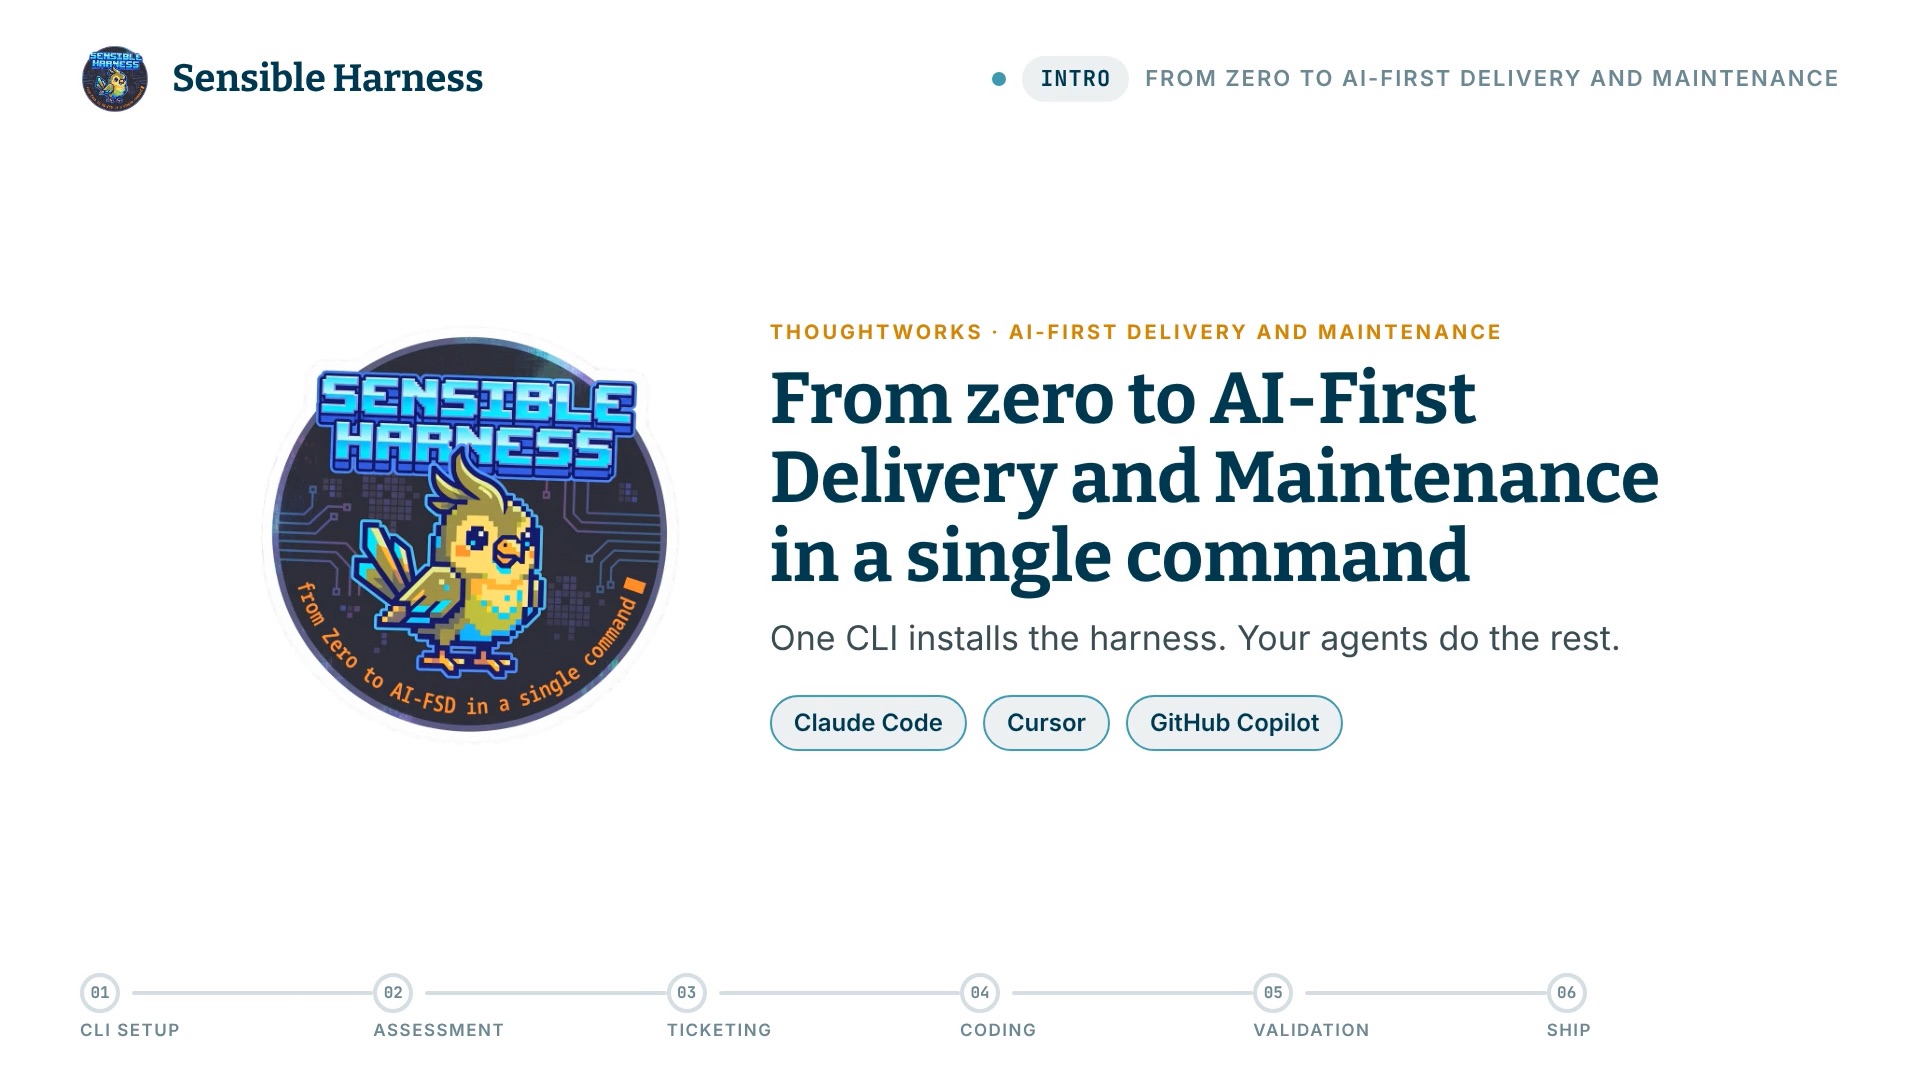 SENSIBLE HARNESS
Sensible Harness
INTRO
FROM ZERO TO AI-FIRST DELIVERY AND MAINTENANCE
SENSIBLE
HARNESS
from Zero to AI-FSD in a single command
THOUGHTWORKS · AI-FIRST DELIVERY AND MAINTENANCE
From zero to AI-First
Delivery and Maintenance
in a single command
One CLI installs the harness. Your agents do the rest.
Claude Code
Cursor
GitHub Copilot
01
CLI SETUP
02
ASSESSMENT
03
TICKETING
04
CODING
05
VALIDATION
06
SHIP